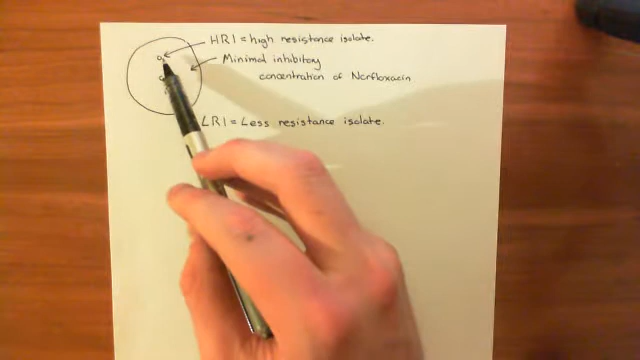 HRI = high resistance isolate.
Minimal inhibitory
concentration of Norfloxacin
LRI = Less resistance isolate.